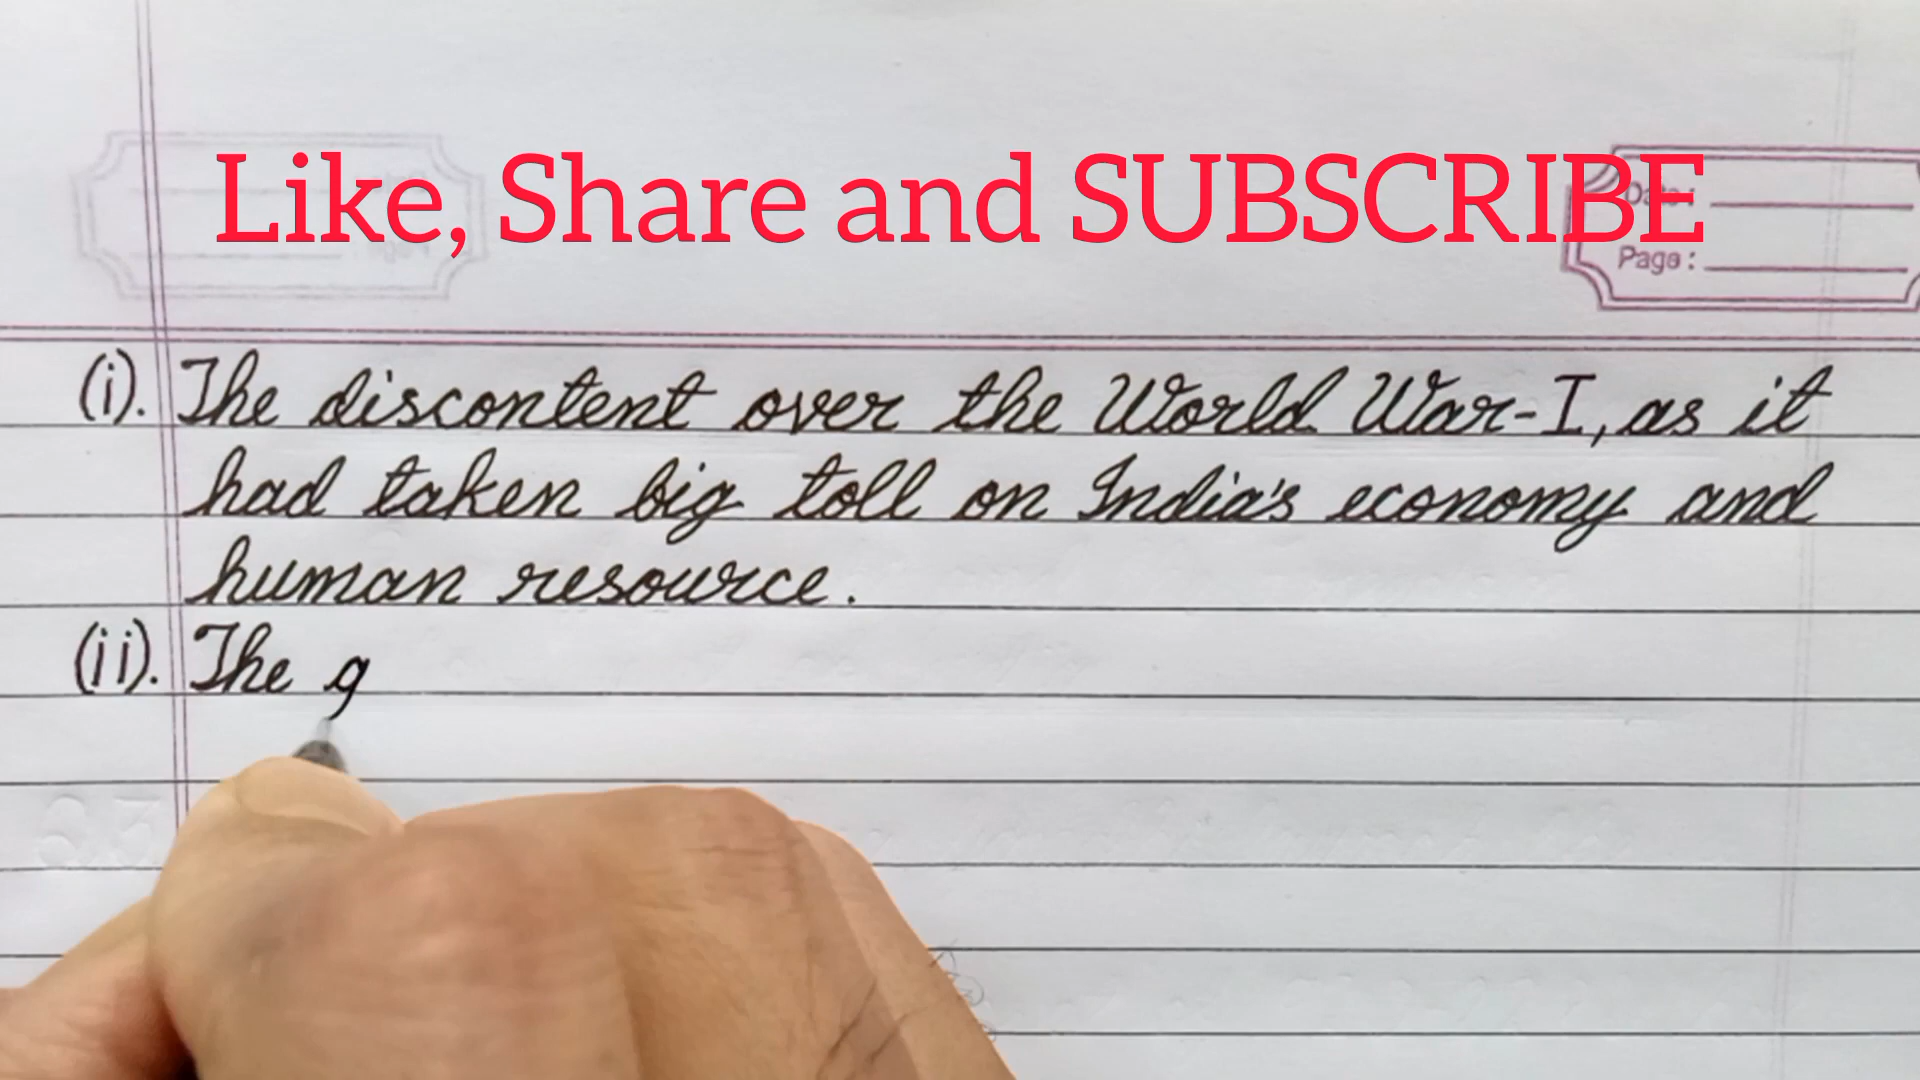 Like, Share and SUBSCRIBE
Date:
Page:
(i). The discontent over the World War-I, as it
had taken big toll on India's economy and
human resource.
(ii). The g